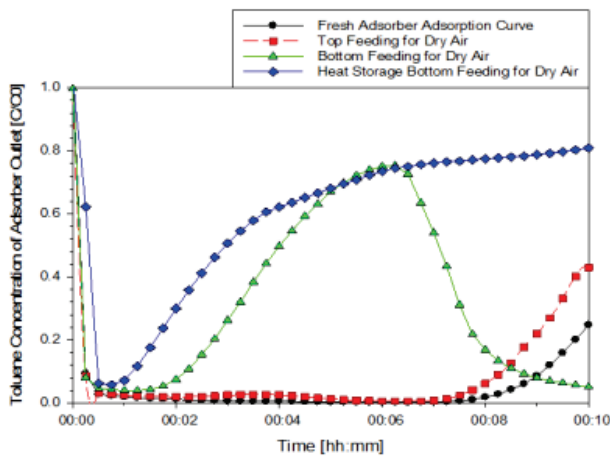 Fresh Adsorber Adsorption Curve
Top Feeding for Dry Air
Bottom Feeding for Dry Air
Heat Storage Bottom Feeding for Dry Air
Toluene Concentration of Adsorber Outlet [C/C0]
1.0
0.8
0.6
0.4
0.2
0.0
00:00
00:02
00:04
00:06
00:08
00:10
Time [hh:mm]